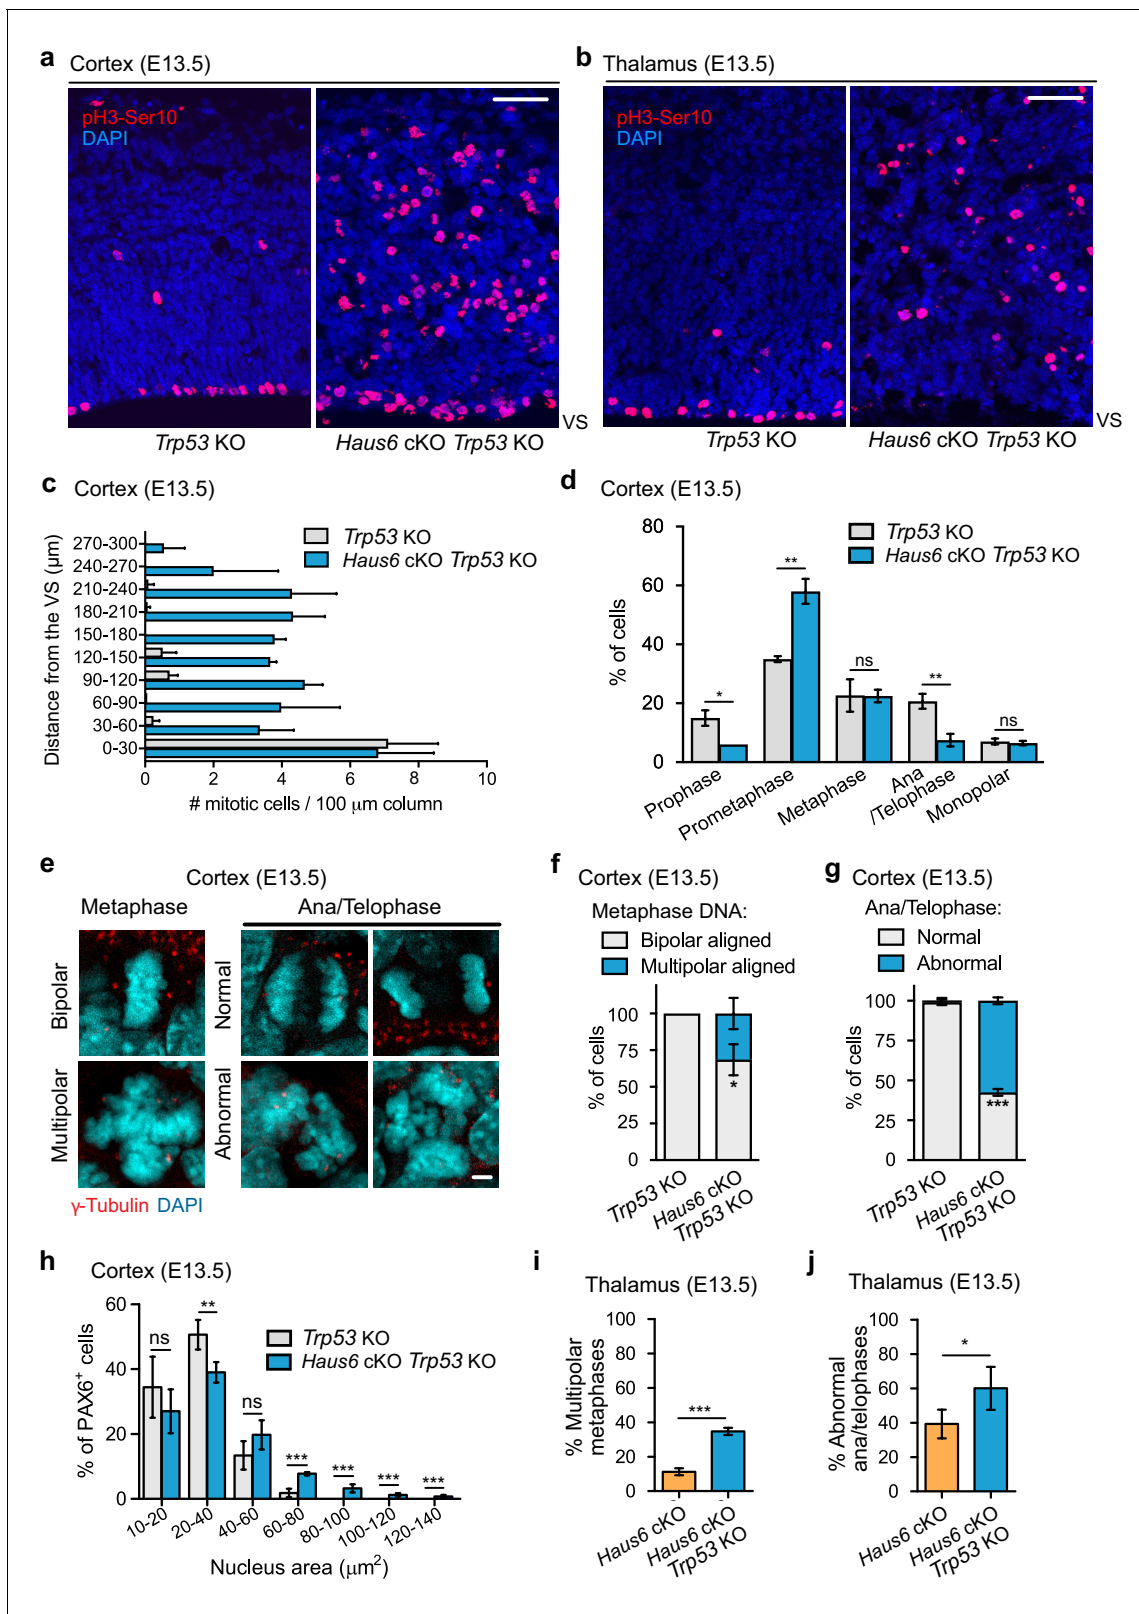 a Cortex (E13.5)
pH3-Ser10
DAPI
VS
Trp53 KO
Haus6 cKO Trp53 KO
b Thalamus (E13.5)
pH3-Ser10
DAPI
VS
Trp53 KO
Haus6 cKO Trp53 KO
c Cortex (E13.5)
Trp53 KO
Haus6 cKO Trp53 KO
Distance from the VS (µm)
270-300
240-270
210-240
180-210
150-180
120-150
90-120
60-90
30-60
0-30
0 2 4 6 8 10
# mitotic cells / 100 µm column
d Cortex (E13.5)
Trp53 KO
Haus6 cKO Trp53 KO
% of cells
80
60
40
20
0
*
**
ns
**
ns
Prophase
Prometaphase
Metaphase
Ana
/Telophase
Monopolar
e
Cortex (E13.5)
Metaphase
Ana/Telophase
Bipolar
Normal
Multipolar
Abnormal
γ-Tubulin DAPI
f Cortex (E13.5)
Metaphase DNA:
Bipolar aligned
Multipolar aligned
% of cells
100
75
50
25
0
*
Trp53 KO
Haus6 cKO
Trp53 KO
g Cortex (E13.5)
Ana/Telophase:
Normal
Abnormal
% of cells
100
75
50
25
0
***
Trp53 KO
Haus6 cKO
Trp53 KO
h Cortex (E13.5)
Trp53 KO
Haus6 cKO Trp53 KO
% of PAX6+ cells
60
40
20
0
ns
**
ns
***
***
***
***
10-20
20-40
40-60
60-80
80-100
100-120
120-140
Nucleus area (µm2)
i
Thalamus (E13.5)
% Multipolar
metaphases
100
80
60
40
20
0
***
Haus6 cKO
Haus6 cKO
Trp53 KO
j
Thalamus (E13.5)
% Abnormal
ana/telophases
100
80
60
40
20
0
*
Haus6 cKO
Haus6 cKO
Trp53 KO